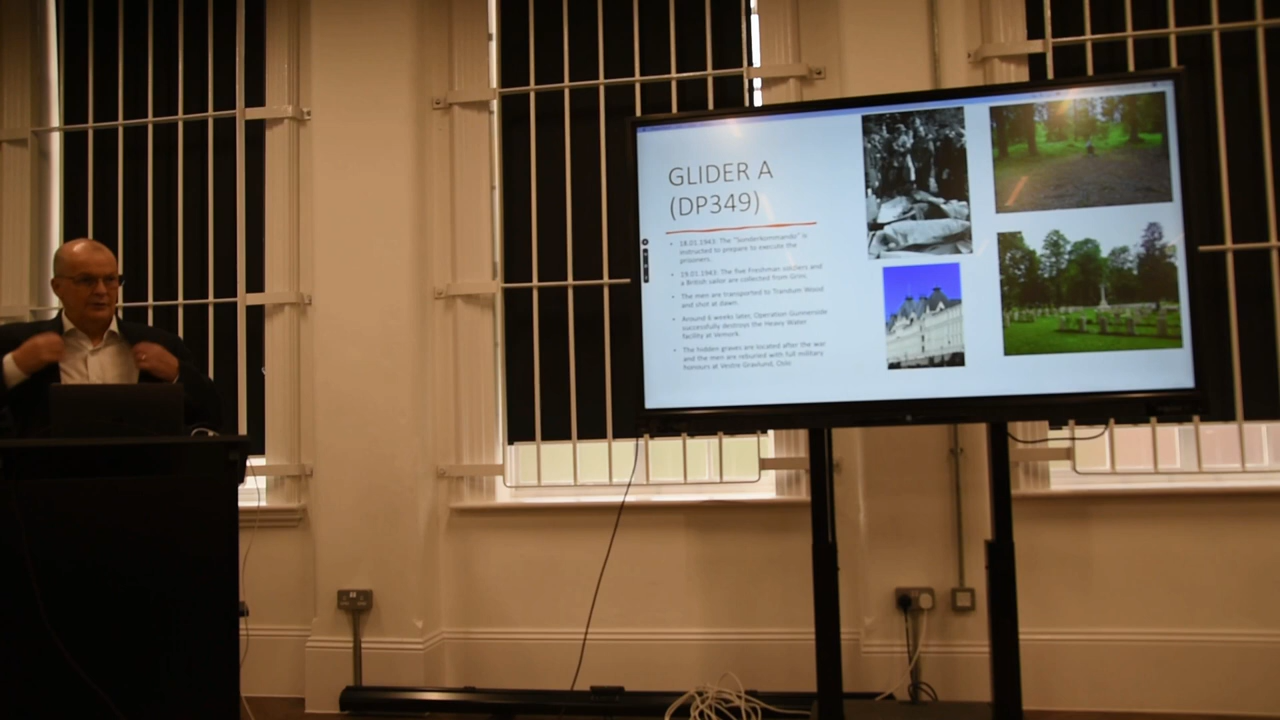 GLIDER A
(DP349)
• 18.01.1943: The "Sonderkommando" is
instructed to prepare to execute the
prisoners.
• 19.01.1943: The five Freshman soldiers and
a British sailor are collected from Grini.
• The men are transported to Trandum Wood
and shot at dawn.
• Around 6 weeks later, Operation Gunnerside
successfully destroys the Heavy Water
facility at Vemork.
• The hidden graves are located after the war
and the men are reburied with full military
honours at Vestre Gravlund, Oslo.